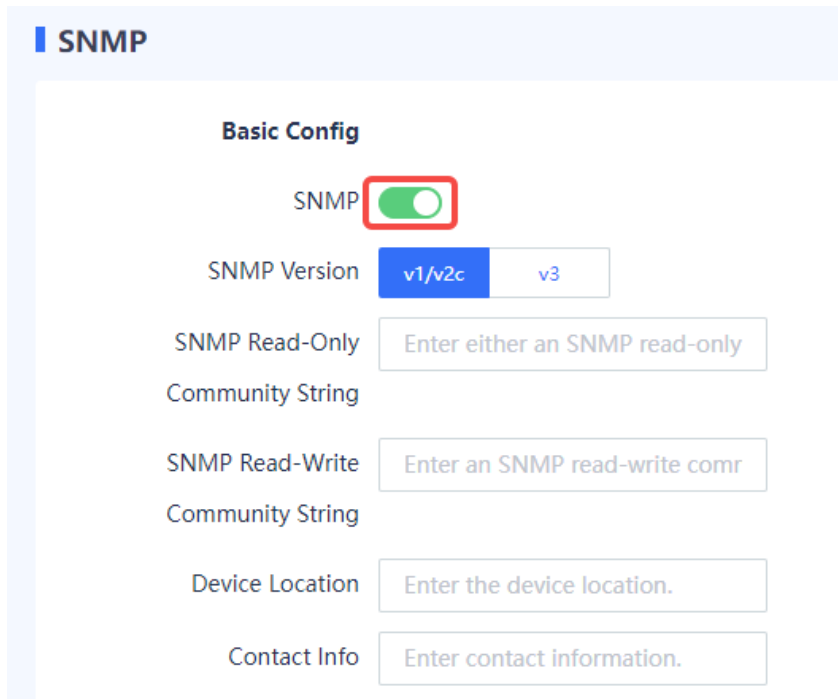 SNMP
Basic Config
SNMP
SNMP Version v1/v2c v3
SNMP Read-Only Enter either an SNMP read-only
Community String
SNMP Read-Write Enter an SNMP read-write comr
Community String
Device Location Enter the device location.
Contact Info Enter contact information.